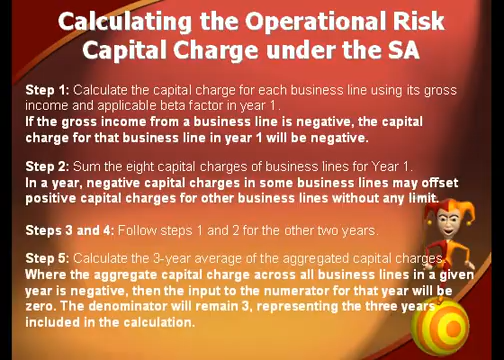 Calculating the Operational Risk
Capital Charge under the SA
Step 1: Calculate the capital charge for each business line using its gross
income and applicable beta factor in year 1.
If the gross income from a business line is negative, the capital
charge for that business line in year 1 will be negative.
Step 2: Sum the eight capital charges of business lines for Year 1.
In a year, negative capital charges in some business lines may offset
positive capital charges for other business lines without any limit.
Steps 3 and 4: Follow steps 1 and 2 for the other two years.
Step 5: Calculate the 3-year average of the aggregated capital charges.
Where the aggregate capital charge across all business lines in a given
year is negative, then the input to the numerator for that year will be
zero. The denominator will remain 3, representing the three years
included in the calculation.